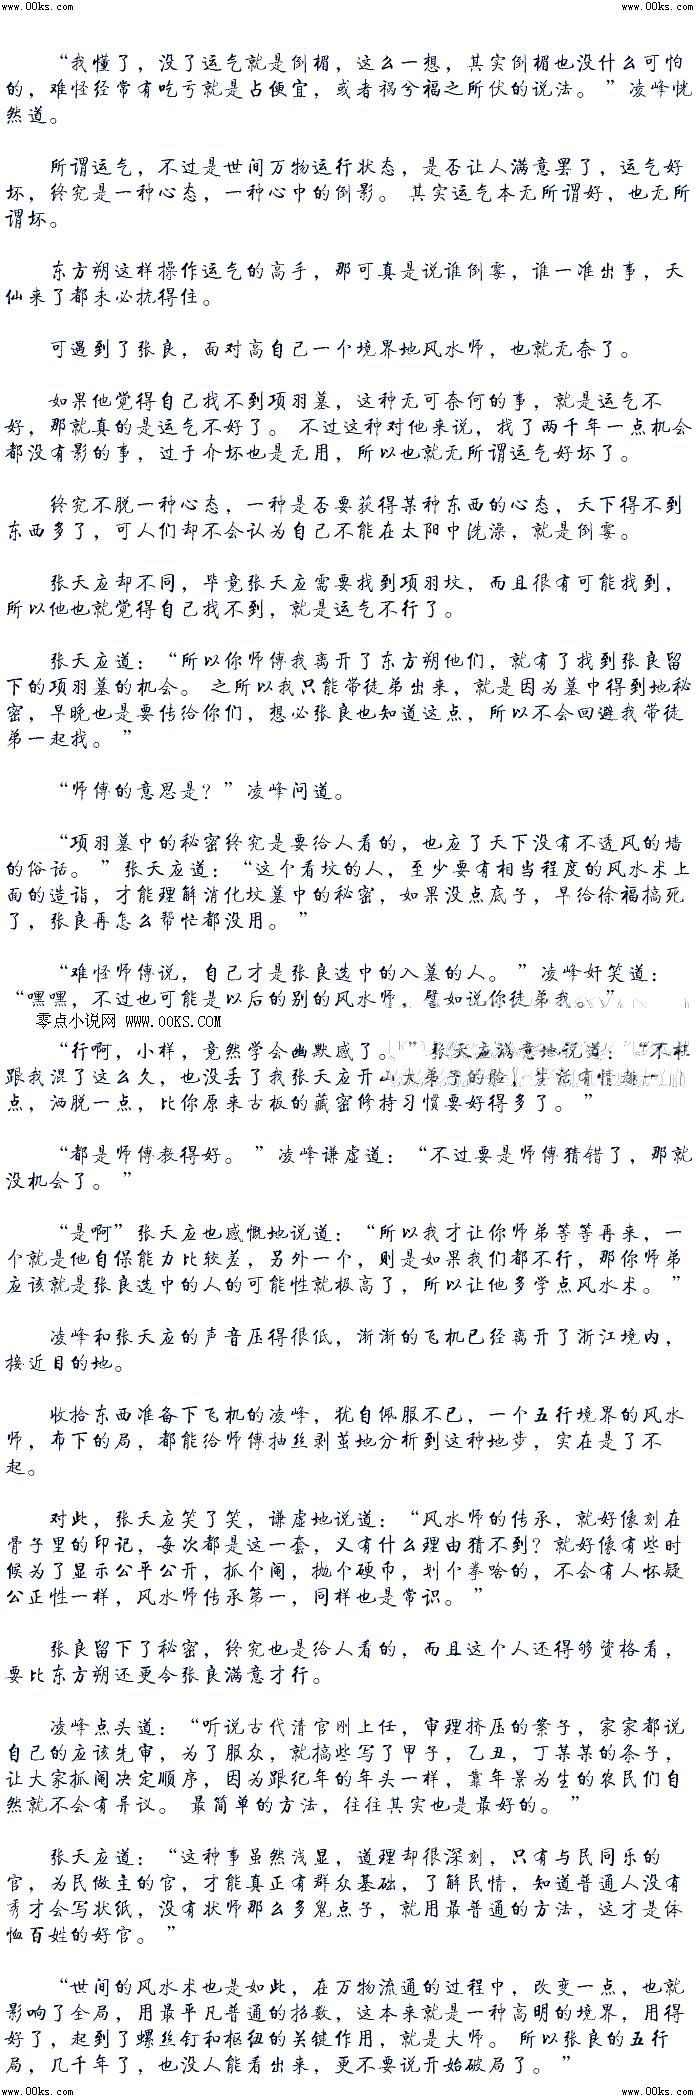 www.00ks.com www.00ks.com
“我懂了，没了运气就是倒楣，这么一想，其实倒楣也没什么可怕
的，难怪经常有吃亏就是占便宜，或者祸兮福之所伏的说法。”凌峰恍
然道。
所谓运气，不过是世间万物运行状态，是否让人满意罢了，运气好
坏，终究是一种心态，一种心中的倒影。 其实运气本无所谓好，也无所
谓坏。
东方朔这样操作运气的高手，那可真是说谁倒霉，谁一准出事，天
仙来了都未必抗得住。
可遇到了张良，面对高自己一个境界地风水师，也就无奈了。
如果他觉得自己找不到项羽墓，这种无可奈何的事，就是运气不
好，那就真的是运气不好了。 不过这种对他来说，找了两千年一点机会
都没有影的事，过于介坏也是无用，所以也就无所谓运气好坏了。
终究不脱一种心态，一种是否要获得某种东西的心态，天下得不到
东西多了，可人们却不会认为自己不能在太阳中洗澡，就是倒霉。
张天应却不同，毕竟张天应需要找到项羽坟，而且很有可能找到，
所以他也就觉得自己找不到，就是运气不行了。
张天应道：“所以你师傅我离开了东方朔他们，就有了找到张良留
下的项羽墓的机会。 之所以我只能带徒弟出来，就是因为墓中得到地秘
密，早晚也是要传给你们，想必张良也知道这点，所以不会回避我带徒
弟一起找。”
“师傅的意思是？”凌峰问道。
“项羽墓中的秘密终究是要给人看的，也应了天下没有不透风的墙
的俗话。”张天应道：“这个看坟的人，至少要有相当程度的风水术上
面的造诣，才能理解消化坟墓中的秘密，如果没点底子，早给徐福搞死
了，张良再怎么帮忙都没用。”
“难怪师傅说，自己才是张良选中的入墓的人。”凌峰奸笑道：
“嘿嘿，不过也可能是以后的别的风水师，譬如说你徒弟我。”
零点小说网 www.00KS.COM
“行啊，小样，竟然学会幽默感了。”张天应满意地说道：“不枉
跟我混了这么久，也没丢了我张天应开山大弟子的脸，生活有情趣一
点，洒脱一点，比你原来古板的藏密修持习惯要好得多了。”
“都是师傅教得好。”凌峰谦虚道：“不过要是师傅猜错了，那就
没机会了。”
“是啊”张天应也感慨地说道：“所以我才让你师弟等等再来，一
个就是他自保能力比较差，另外一个，则是如果我们都不行，那你师弟
应该就是张良选中的人的可能性就极高了，所以让他多学点风水术。”
凌峰和张天应的声音压得很低，渐渐的飞机已经离开了浙江境内，
接近目的地。
收拾东西准备下飞机的凌峰，犹自佩服不已，一个五行境界的风水
师，布下的局，都能给师傅抽丝剥茧地分析到这种地步，实在是了不
起。
对此，张天应笑了笑，谦虚地说道：“风水师的传承，就好像刻在
骨子里的印记，每次都是这一套，又有什么理由猜不到？就好像有些时
候为了显示公平公开，抓个阄，抛个硬币，划个拳啥的，不会有人怀疑
公正性一样，风水师传承第一，同样也是常识。”
张良留下了秘密，终究也是给人看的，而且这个人还得够资格看，
要比东方朔还更令张良满意才行。
凌峰点头道：“听说古代清官刚上任，审理挤压的案子，家家都说
自己的应该先审，为了服众，就搞些写了甲子，乙丑，丁某某的条子，
让大家抓阄决定顺序，因为跟纪年的年头一样，靠年景为生的农民们自
然就不会有异议。 最简单的方法，往往其实也是最好的。”
张天应道：“这种事虽然浅显，道理却很深刻，只有与民同乐的
官，为民做主的官，才能真正有群众基础，了解民情，知道普通人没有
秀才会写状纸，没有状师那么多鬼点子，就用最普通的方法，这才是体
恤百姓的好官。”
“世间的风水术也是如此，在万物流通的过程中，改变一点，也就
影响了全局，用最平凡普通的招数，这本来就是一种高明的境界，用得
好了，起到了螺丝钉和枢纽的关键作用，就是大师。 所以张良的五行
局，几千年了，也没人能看出来，更不要说开始破局了。”
www.00ks.com www.00ks.com